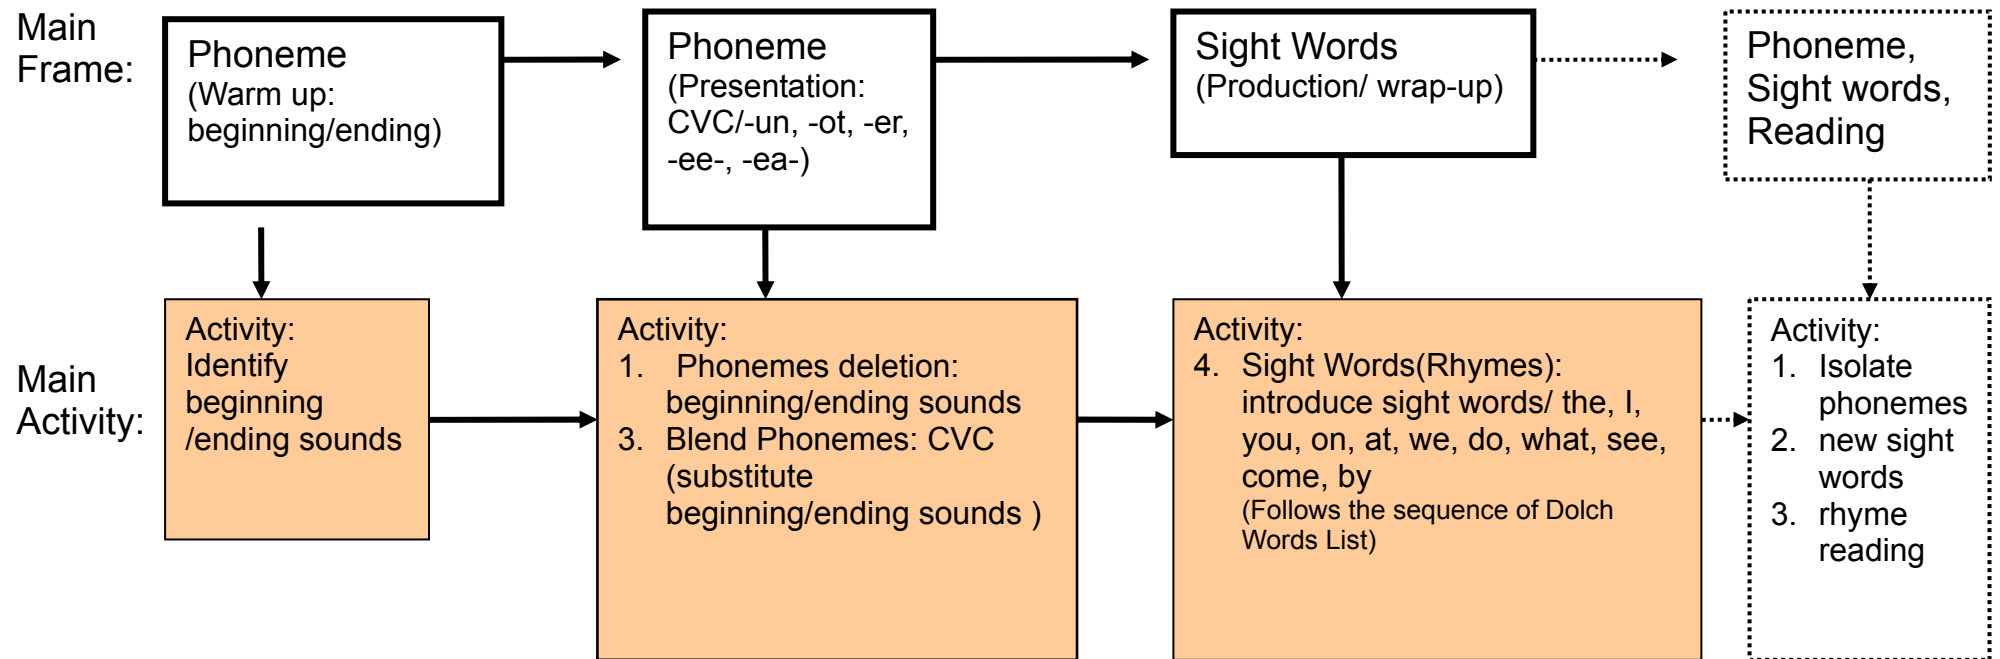 Main
Frame:
Phoneme
(Warm up:
beginning/ending)
Phoneme
(Presentation:
CVC/-un, -ot, -er,
-ee-, -ea-)
Sight Words
(Production/ wrap-up)
Phoneme,
Sight words,
Reading
Main
Activity:
Activity:
Identify
beginning
/ending sounds
Activity:
1. Phonemes deletion:
beginning/ending sounds
3. Blend Phonemes: CVC
(substitute
beginning/ending sounds )
Activity:
4. Sight Words(Rhymes):
introduce sight words/ the, I,
you, on, at, we, do, what, see,
come, by
(Follows the sequence of Dolch
Words List)
Activity:
1. Isolate
phonemes
2. new sight
words
3. rhyme
reading